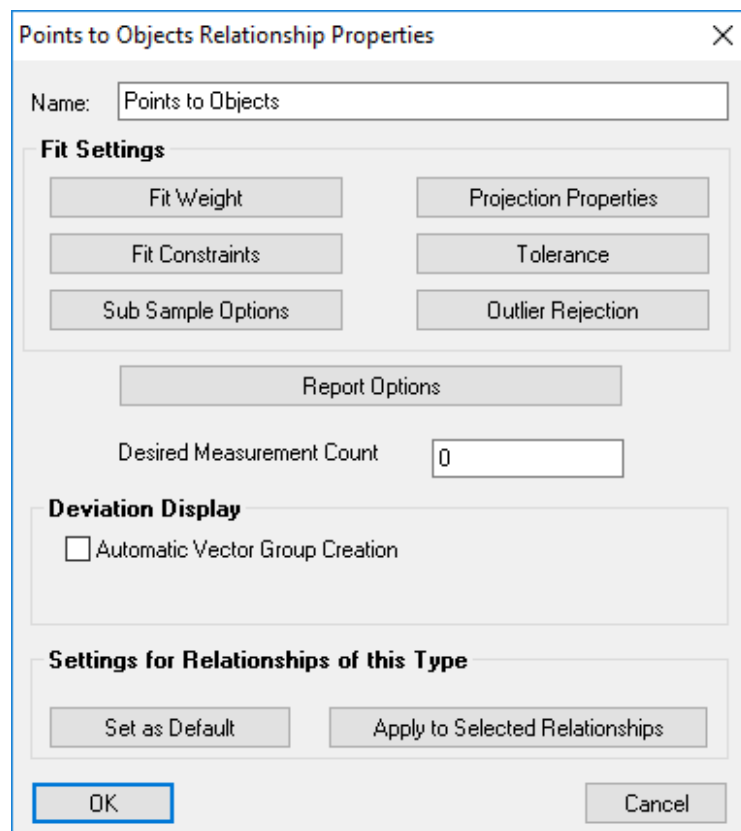 Points to Objects Relationship Properties
Name: Points to Objects
Fit Settings
Fit Weight Projection Properties
Fit Constraints Tolerance
Sub Sample Options Outlier Rejection
Report Options
Desired Measurement Count 0
Deviation Display
Automatic Vector Group Creation
Settings for Relationships of this Type
Set as Default Apply to Selected Relationships
OK Cancel